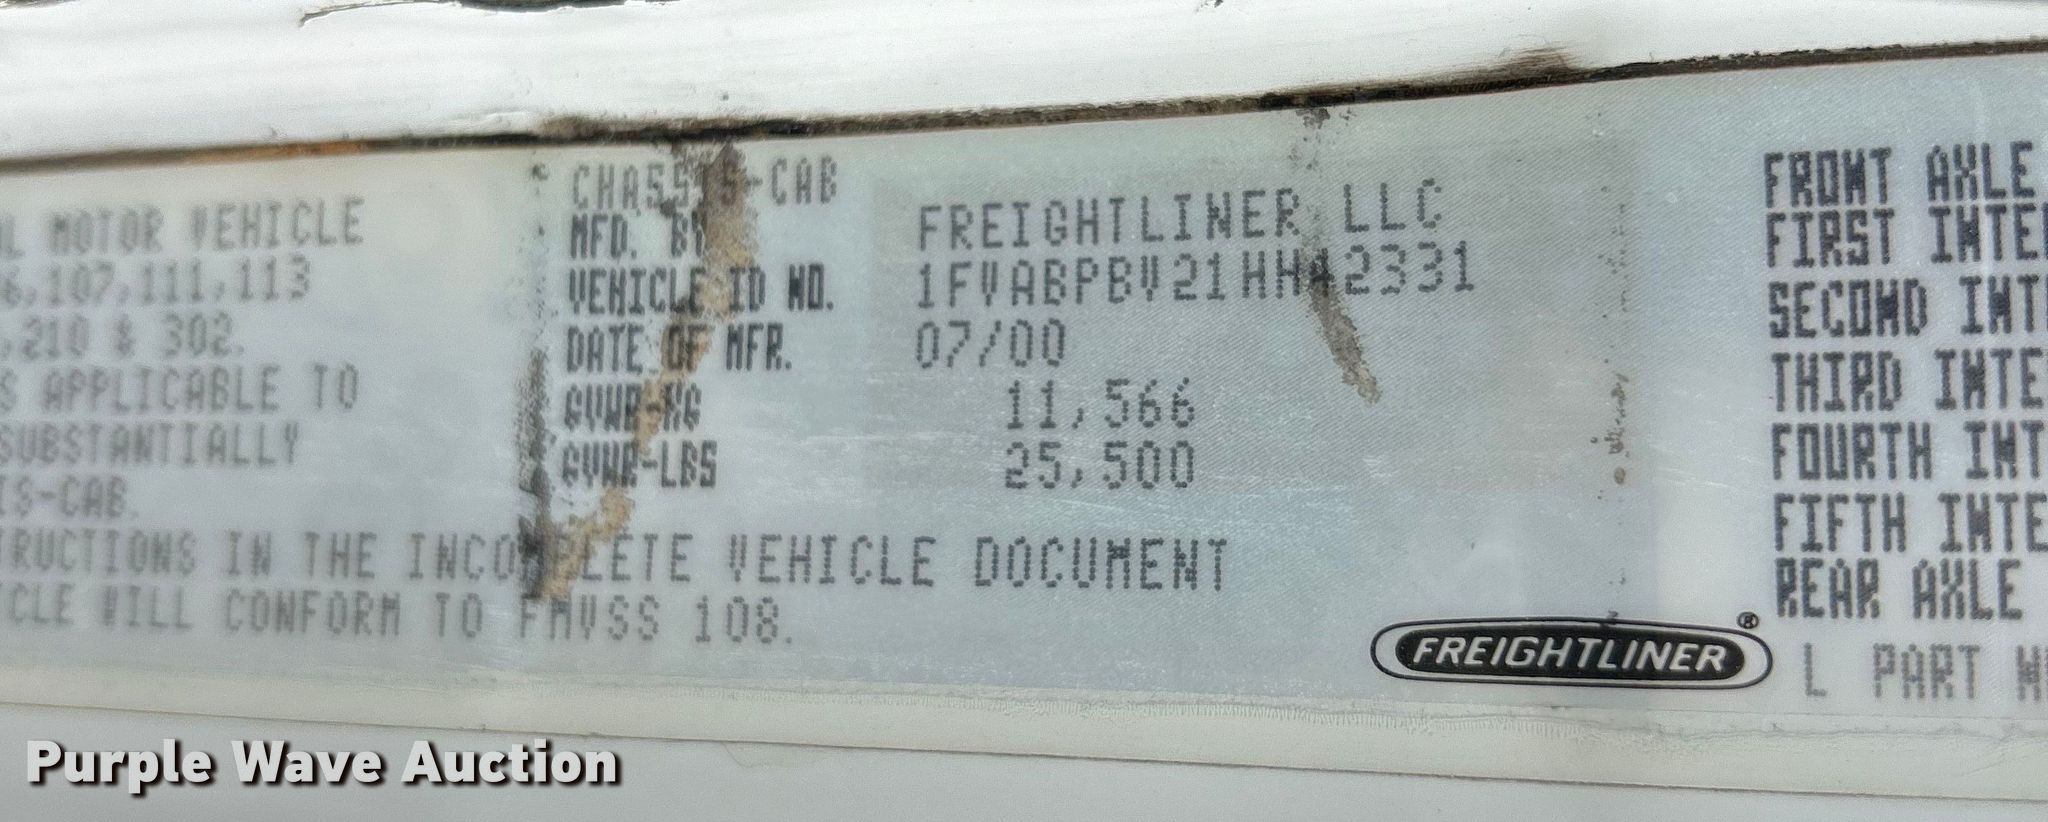 L MOTOR VEHICLE
6,107,111,113
,210 & 302.
S APPLICABLE TO
SUBSTANTIALLY
IS-CAB.
TRUCTIONS IN THE INCOMPLETE VEHICLE DOCUMENT
ICLE WILL CONFORM TO FMVSS 108.
CHASSIS-CAB
MFD. BY FREIGHTLINER LLC
VEHICLE ID NO. 1FVABPBV21HHA2331
DATE OF MFR. 07/00
GVWR-KG 11,566
GVWR-LBS 25,500
FREIGHTLINER®
FRONT AXLE
FIRST INTE
SECOND INT
THIRD INTE
FOURTH INT
FIFTH INTE
REAR AXLE
L PART N
Purple Wave Auction